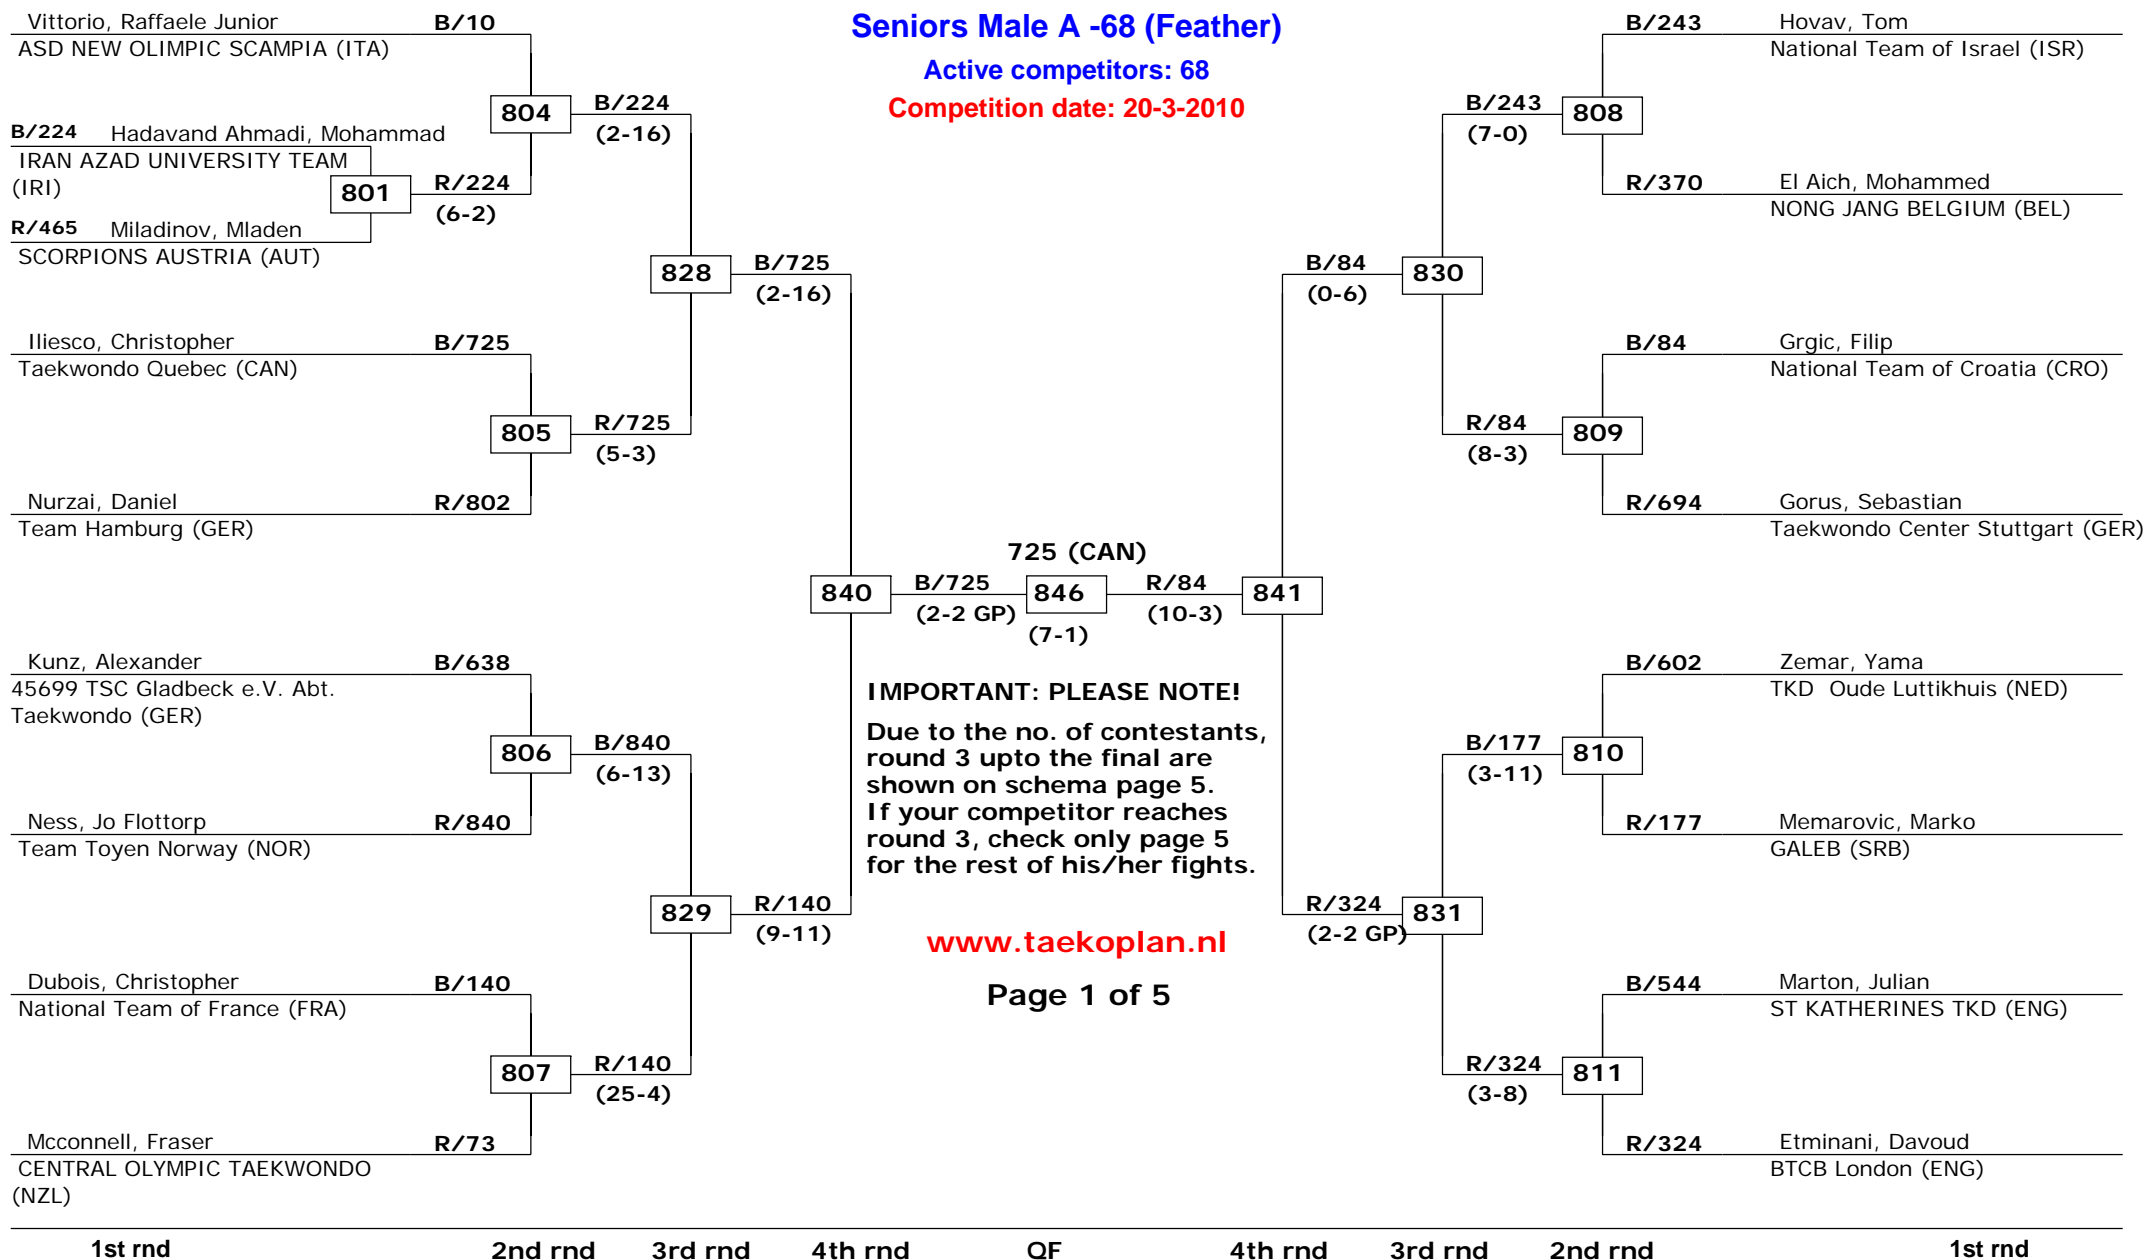 Seniors Male A -68 (Feather)
Active competitors: 68
Competition date: 20-3-2010
Vittorio, Raffaele Junior B/10
ASD NEW OLIMPIC SCAMPIA (ITA)
804
B/224
(2-16)
B/224 Hadavand Ahmadi, Mohammad
IRAN AZAD UNIVERSITY TEAM
(IRI)
801
R/224
(6-2)
R/465 Miladinov, Mladen
SCORPIONS AUSTRIA (AUT)
828
B/725
(2-16)
Iliesco, Christopher B/725
Taekwondo Quebec (CAN)
805
R/725
(5-3)
Nurzai, Daniel R/802
Team Hamburg (GER)
840
B/725
(2-2 GP)
Kunz, Alexander B/638
45699 TSC Gladbeck e.V. Abt.
Taekwondo (GER)
806
B/840
(6-13)
Ness, Jo Flottorp R/840
Team Toyen Norway (NOR)
829
R/140
(9-11)
Dubois, Christopher B/140
National Team of France (FRA)
807
R/140
(25-4)
Mcconnell, Fraser R/73
CENTRAL OLYMPIC TAEKWONDO
(NZL)
725 (CAN)
846
(7-1)
IMPORTANT: PLEASE NOTE!
Due to the no. of contestants,
round 3 upto the final are
shown on schema page 5.
If your competitor reaches
round 3, check only page 5
for the rest of his/her fights.
www.taekoplan.nl
Page 1 of 5
B/243 Hovav, Tom
National Team of Israel (ISR)
B/243
(7-0)
808
R/370 El Aich, Mohammed
NONG JANG BELGIUM (BEL)
B/84
(0-6)
830
B/84 Grgic, Filip
National Team of Croatia (CRO)
R/84
(8-3)
809
R/694 Gorus, Sebastian
Taekwondo Center Stuttgart (GER)
R/84
(10-3)
841
B/602 Zemar, Yama
TKD Oude Luttikhuis (NED)
B/177
(3-11)
810
R/177 Memarovic, Marko
GALEB (SRB)
R/324
(2-2 GP)
831
B/544 Marton, Julian
ST KATHERINES TKD (ENG)
R/324
(3-8)
811
R/324 Etminani, Davoud
BTCB London (ENG)
1st rnd 2nd rnd 3rd rnd 4th rnd QF 4th rnd 3rd rnd 2nd rnd 1st rnd